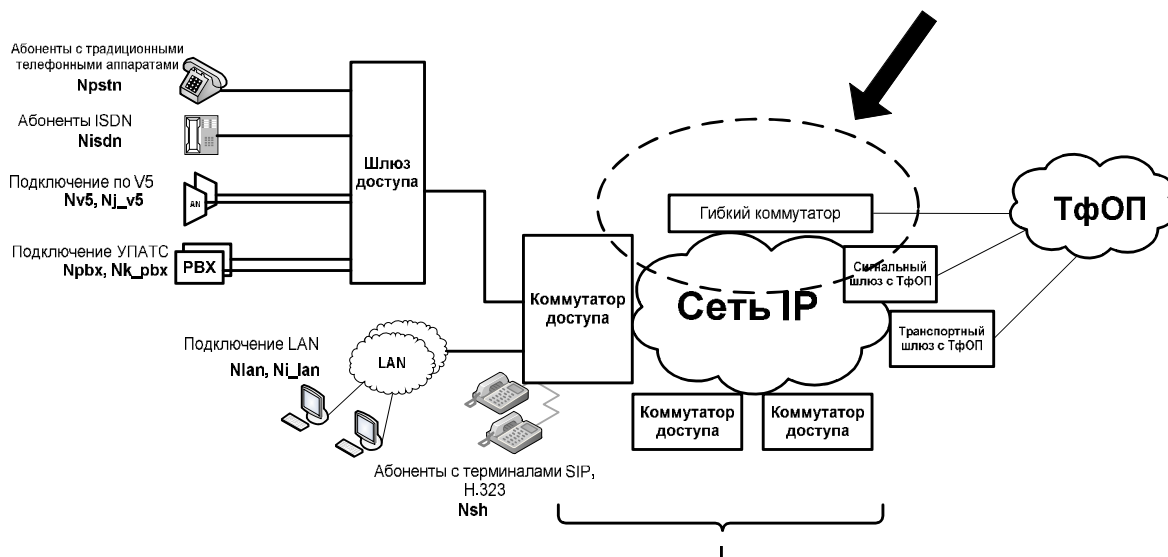 Абоненты с традиционными
телефонными аппаратами
Npstn
Абоненты ISDN
Nisdn
Подключение по V5
Nv5, Nj_v5
AN
Подключение УПАТС
Npbx, Nk_pbx
PBX
Шлюз
доступа
Подключение LAN
Nlan, Ni_lan
LAN
Абоненты с терминалами SIP,
H.323
Nsh
Коммутатор
доступа
Гибкий коммутатор
Сеть IP
Сигнальный
шлюз с ТфОП
Транспортный
шлюз с ТфОП
ТфОП
Коммутатор
доступа
Коммутатор
доступа